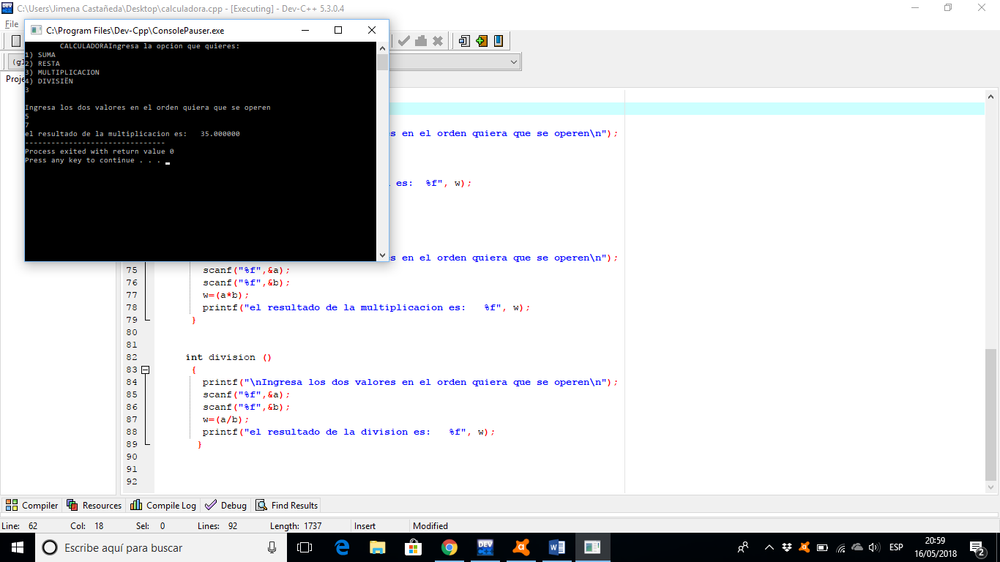 C:\Users\Jimena Castañeda\Desktop\calculadora.cpp - [Executing] - Dev-C++ 5.3.0.4
File
C:\Program Files\Dev-Cpp\ConsolePauser.exe
CALCULADORAIngresa la opcion que quieres:
1) SUMA
2) RESTA
3) MULTIPLICACION
4) DIVISIËN
3
Ingresa los dos valores en el orden quiera que se operen
5
7
el resultado de la multiplicacion es:   35.000000
--------------------------------
Process exited with return value 0
Press any key to continue . . .
(gl
Proje
s en el orden quiera que se operen\n");
es:  %f", w);
s en el orden quiera que se operen\n");
75 scanf("%f",&a);
76 scanf("%f",&b);
77 w=(a*b);
78 printf("el resultado de la multiplicacion es:   %f", w);
79 }
80
81
82 int division ()
83 {
84 printf("\nIngresa los dos valores en el orden quiera que se operen\n");
85 scanf("%f",&a);
86 scanf("%f",&b);
87 w=(a/b);
88 printf("el resultado de la division es:   %f", w);
89 }
90
91
92
Compiler Resources Compile Log Debug Find Results
Line: 62 Col: 18 Sel: 0 Lines: 92 Length: 1737 Insert Modified
Escribe aquí para buscar
DEV
ESP
20:59
16/05/2018
2